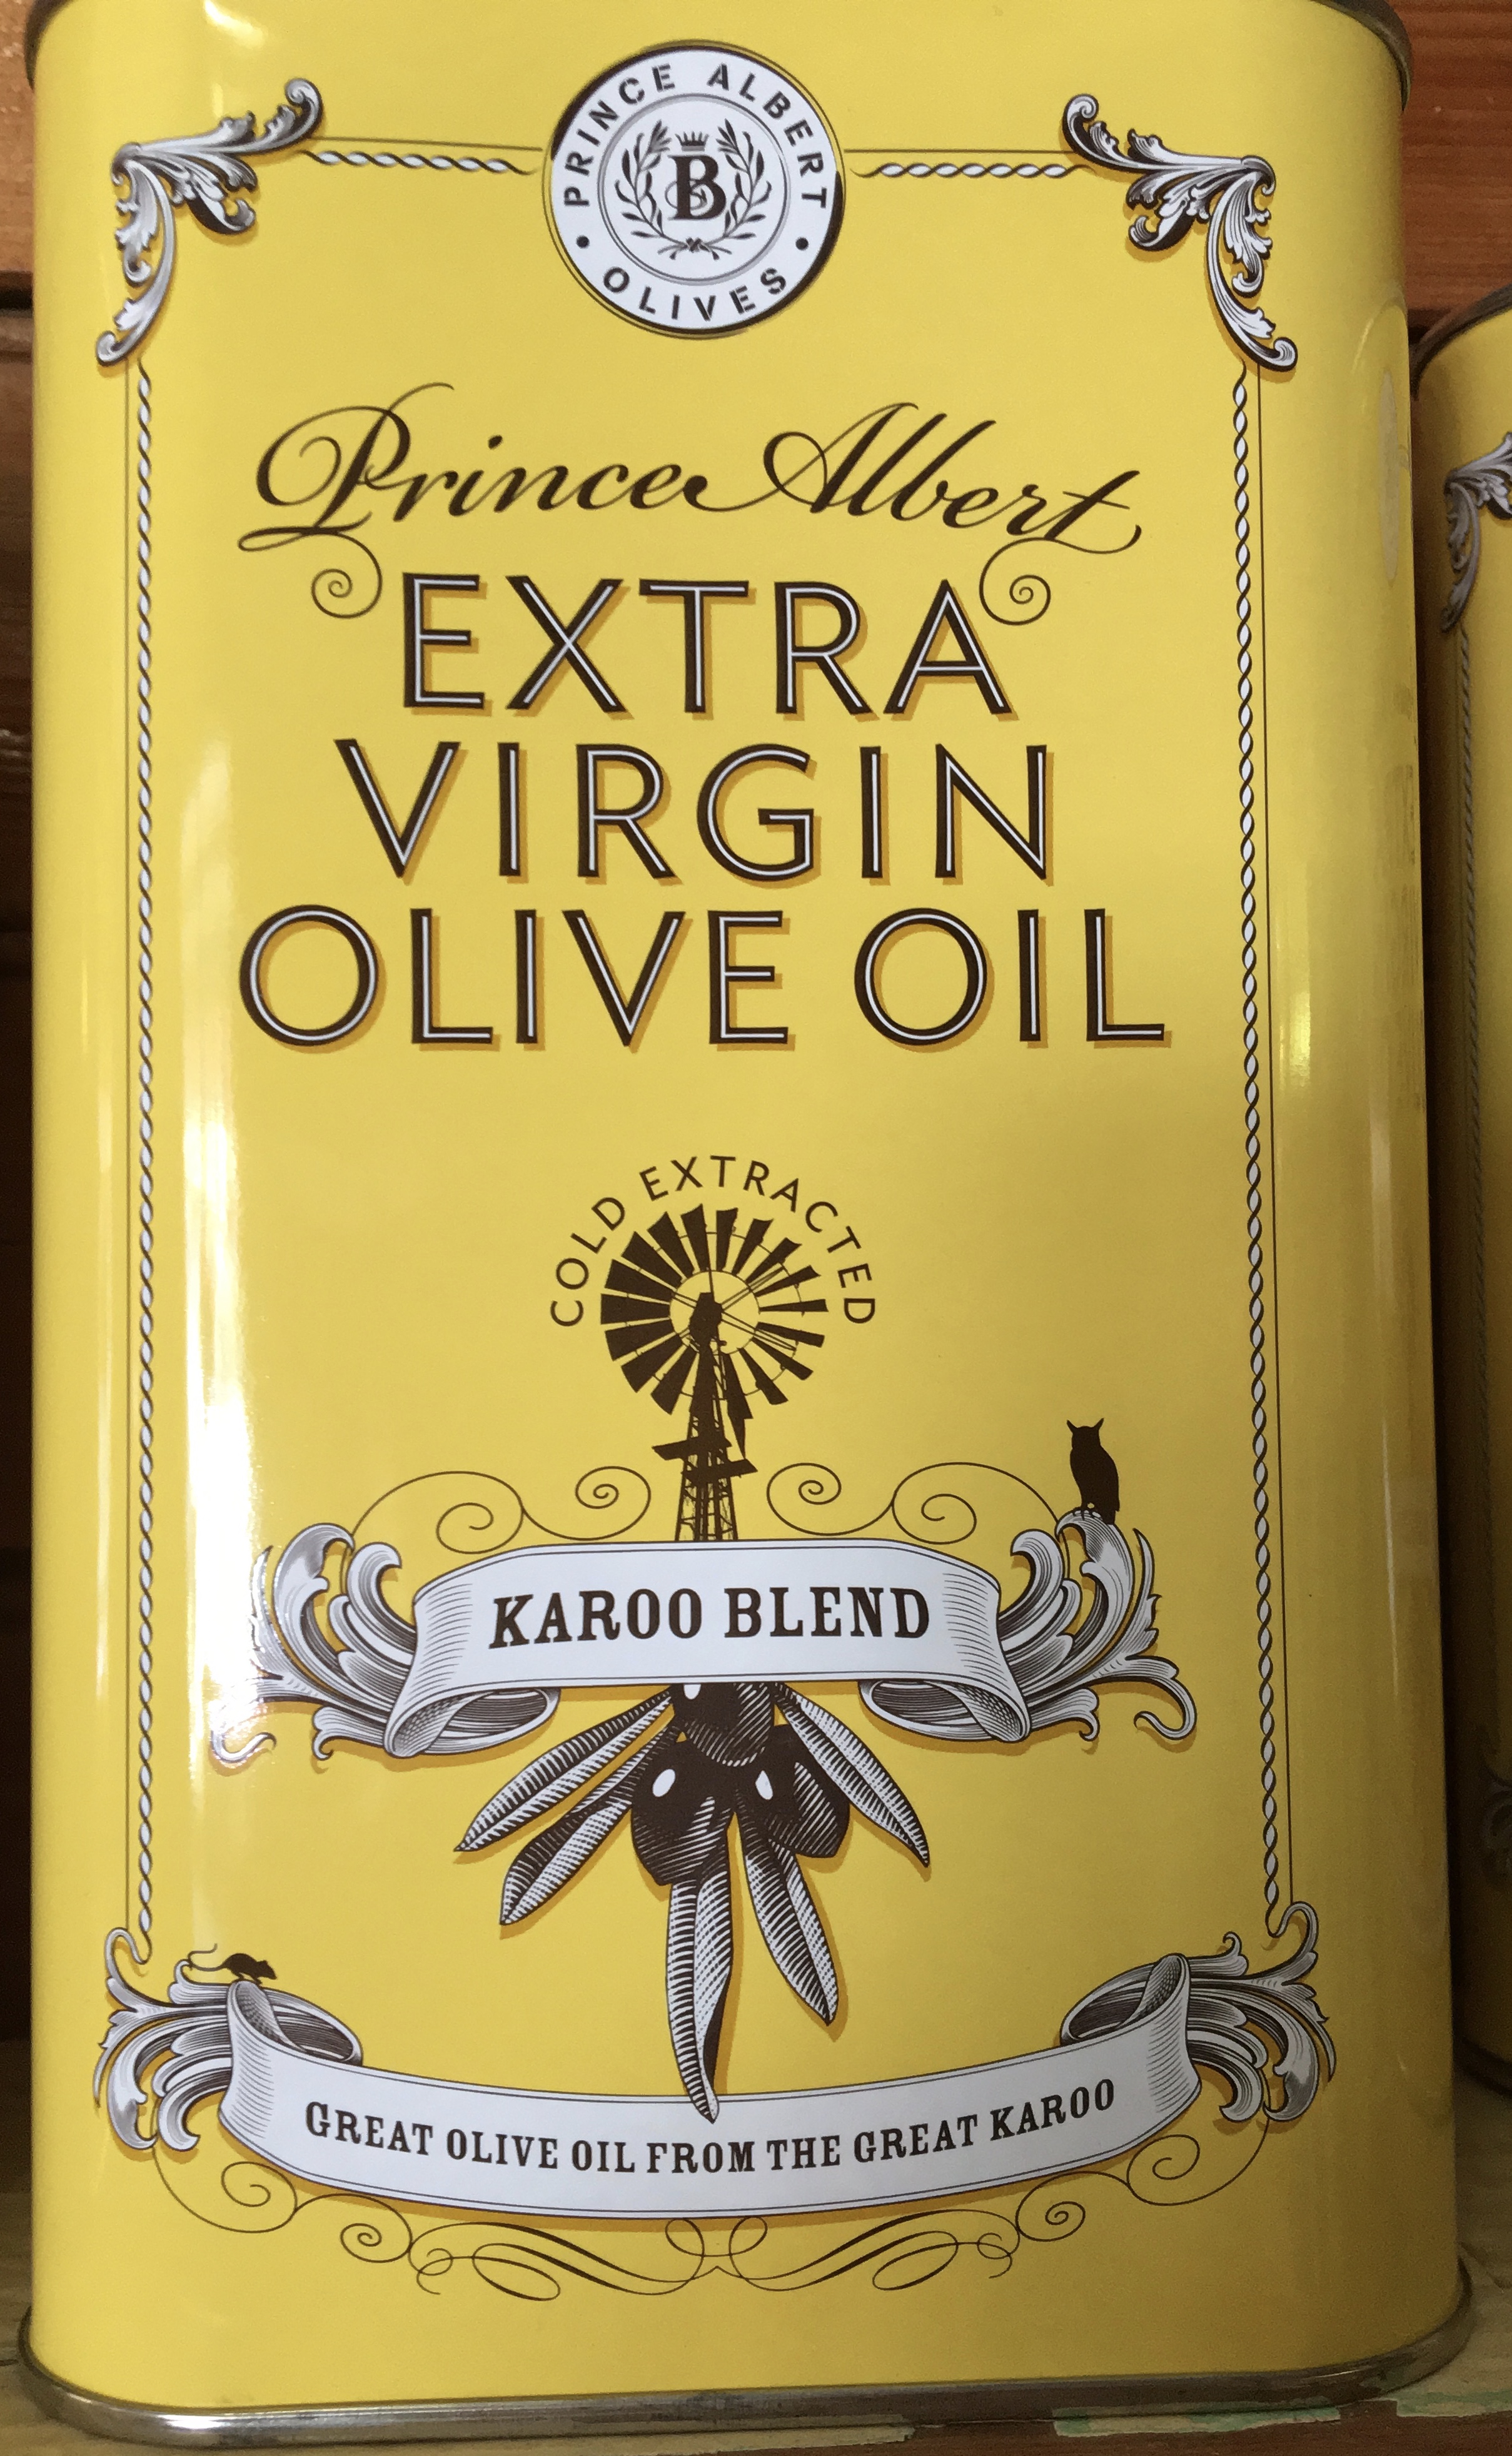 PRINCE ALBERT
B
• OLIVES •
Prince Albert
EXTRA
VIRGIN
OLIVE OIL
COLD EXTRACTED
KAROO BLEND
GREAT OLIVE OIL FROM THE GREAT KAROO